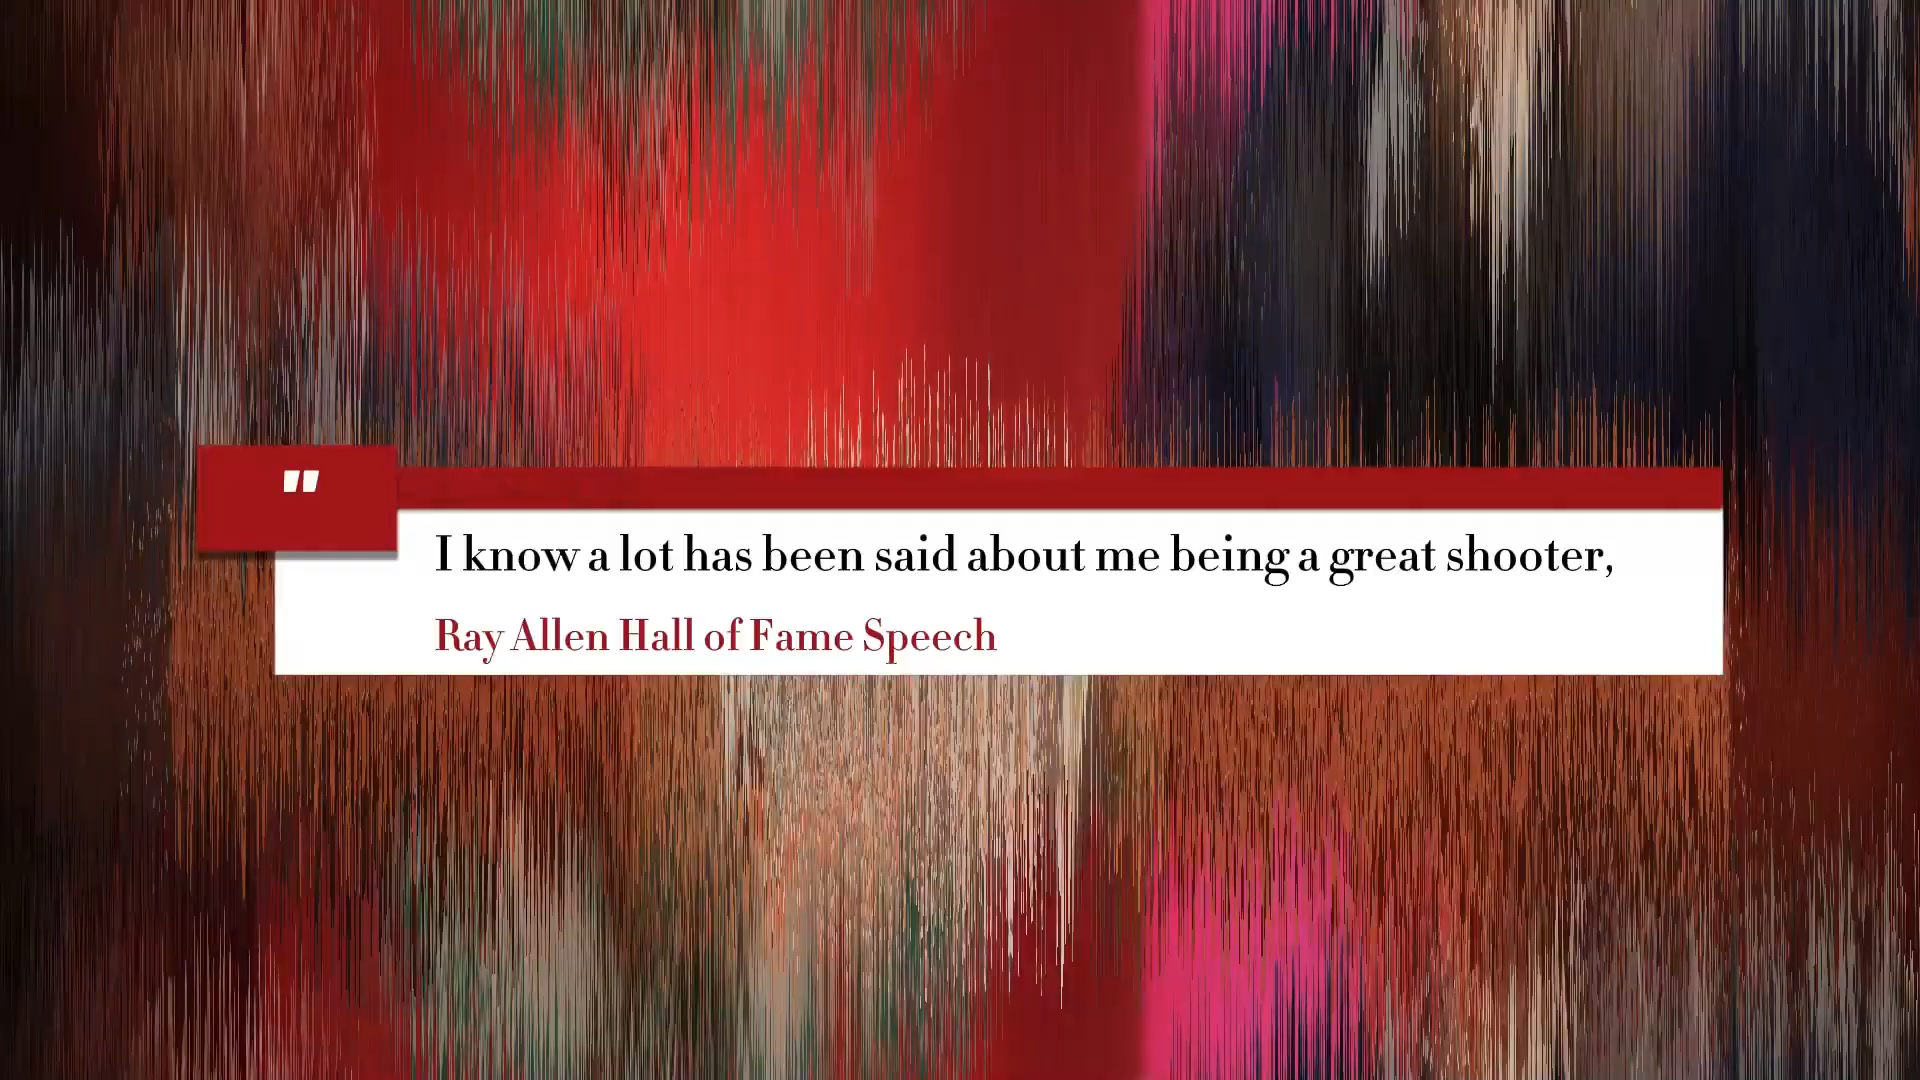 "
I know a lot has been said about me being a great shooter,
Ray Allen Hall of Fame Speech